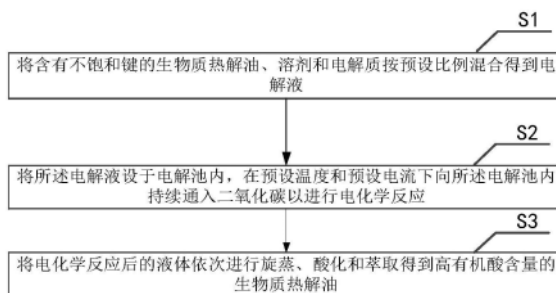 S1
将含有不饱和键的生物质热解油、溶剂和电解质按预设比例混合得到电
解液
S2
将所述电解液设于电解池内，在预设温度和预设电流下向所述电解池内
持续通入二氧化碳以进行电化学反应
S3
将电化学反应后的液体依次进行旋蒸、酸化和萃取得到高有机酸含量的
生物质热解油